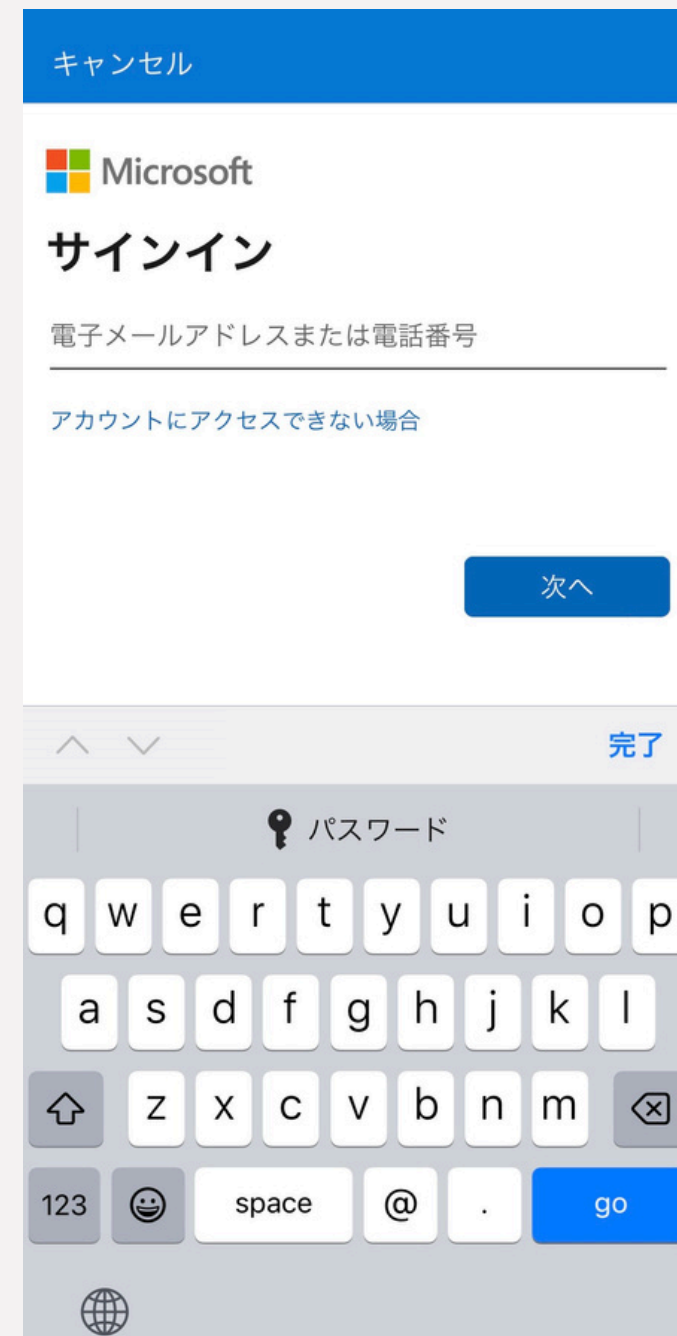 キャンセル
Microsoft
サインイン
電子メールアドレスまたは電話番号
アカウントにアクセスできない場合
次へ
完了
パスワード
q w e r t y u i o p
a s d f g h j k l
z x c v b n m
123 space @ . go